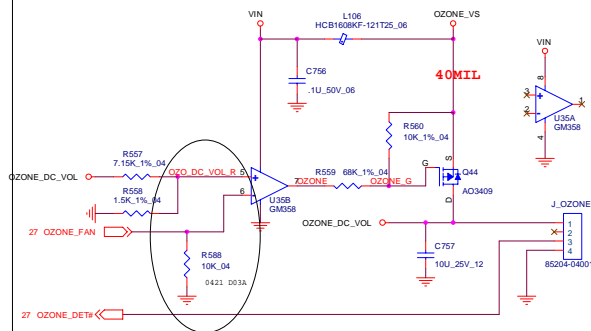 VIN
L106
HCB1608KF-121T25_06
OZONE_VS
C756
.1U_50V_06
40MIL
VIN
8
3
+
1
2
-
U35A
GM358
4
R560
10K_1%_04
R557
7.15K_1%_04
OZONE_DC_VOL
OZO_DC_VOL_R
5
+
6
-
7
OZONE
R559
68K_1%_04
OZONE_G
G
S
D
Q44
AO3409
R558
1.5K_1%_04
U35B
GM358
27 OZONE_FAN
OZONE_DC_VOL
J_OZONE
1
2
3
4
85204-04001
R588
10K_04
0421 D03A
C757
10U_25V_12
27 OZONE_DET#